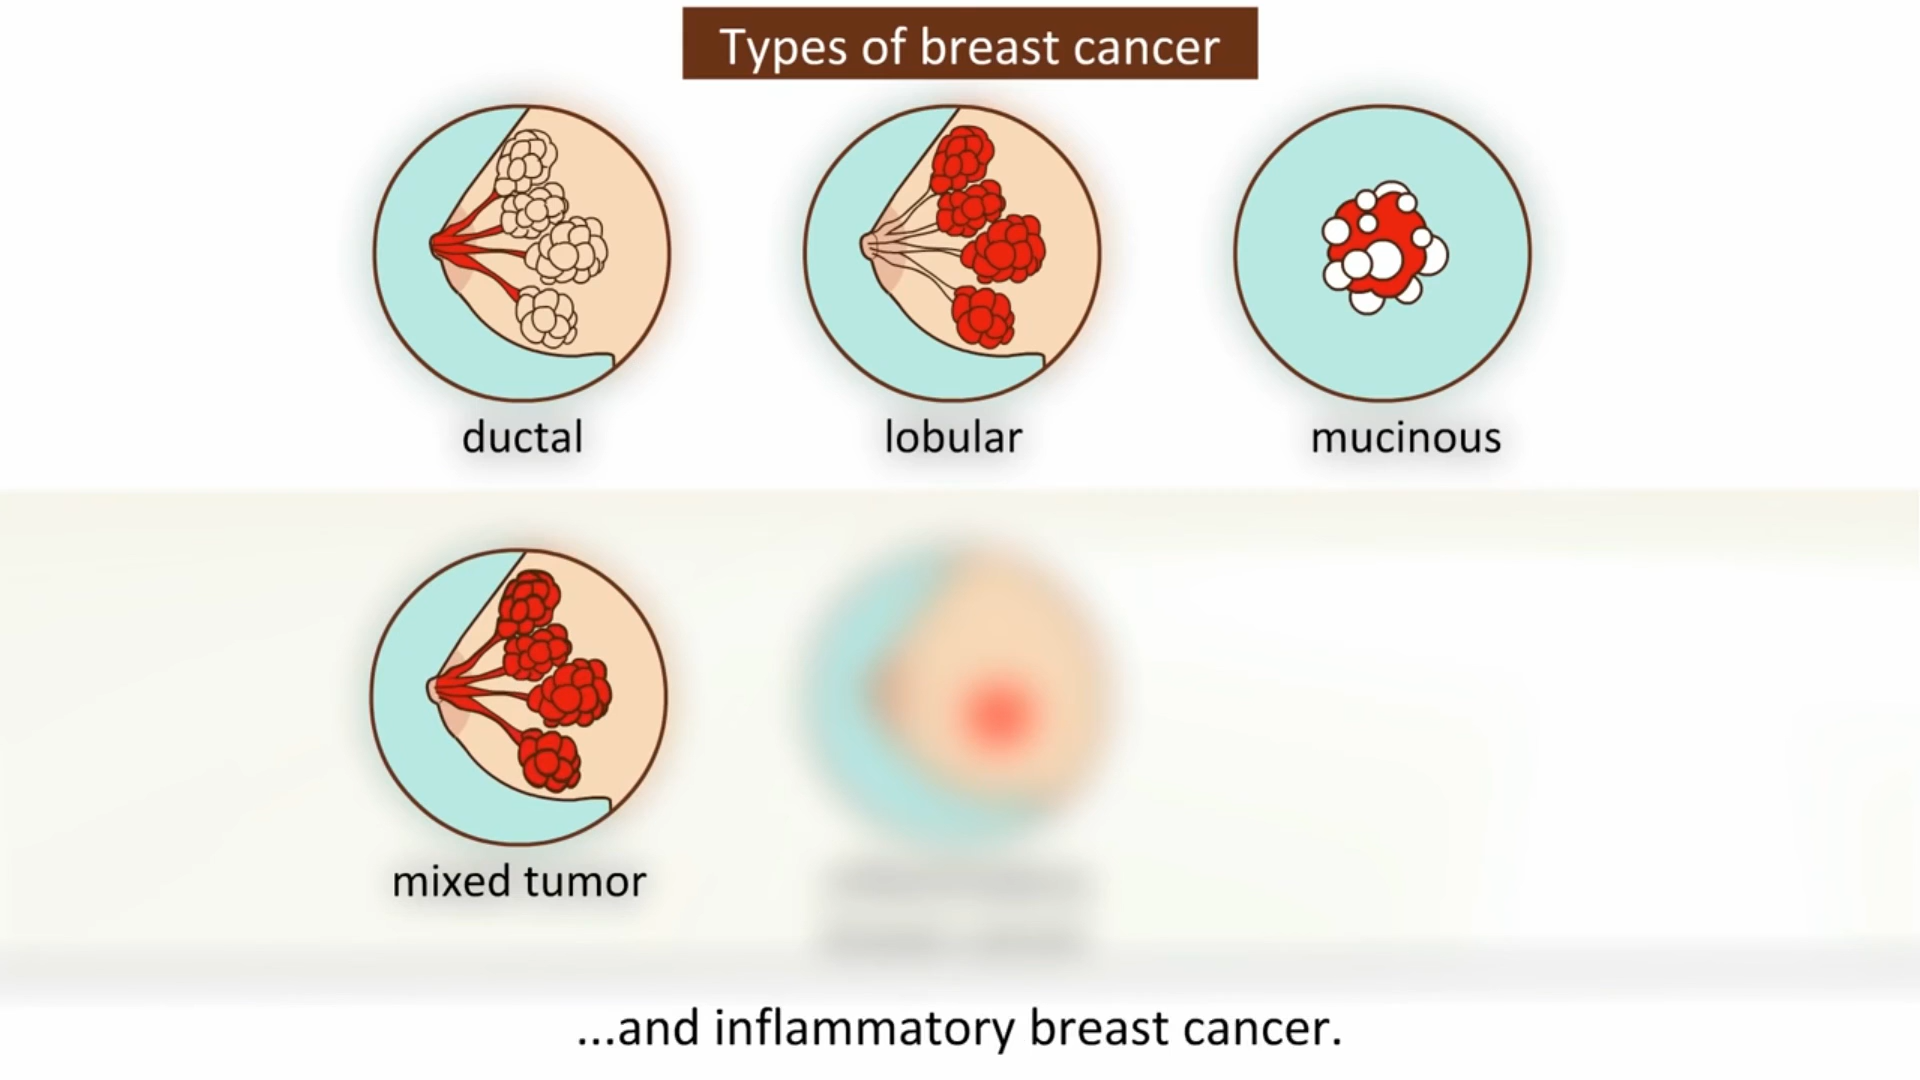 Types of breast cancer
ductal
lobular
mucinous
mixed tumor
...and inflammatory breast cancer.